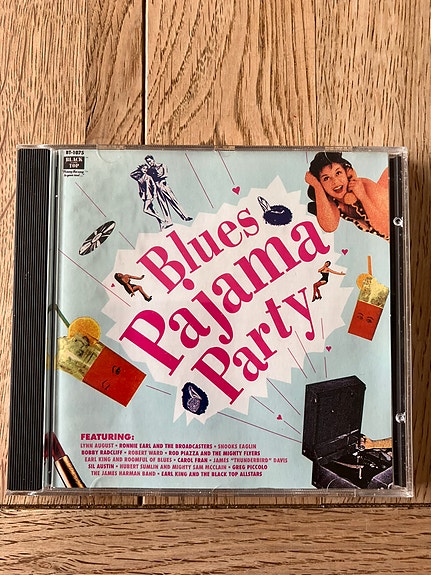 BT-1087S
BLACK
TOP
Blues
Pajama
Party
FEATURING:
LYNN AUGUST • RONNIE EARL AND THE BROADCASTERS • SNOOKS EAGLIN
BOBBY RADCLIFF • ROBERT WARD • ROD PIAZZA AND THE MIGHTY FLYERS
EARL KING AND ROOMFUL OF BLUES • CAROL FRAN • JAMES "THUNDERBIRD" DAVIS
SIL AUSTIN • HUBERT SUMLIN AND MIGHTY SAM MCCLAIN • GREG PICCOLO
THE JAMES HARMAN BAND • EARL KING AND THE BLACK TOP ALLSTARS